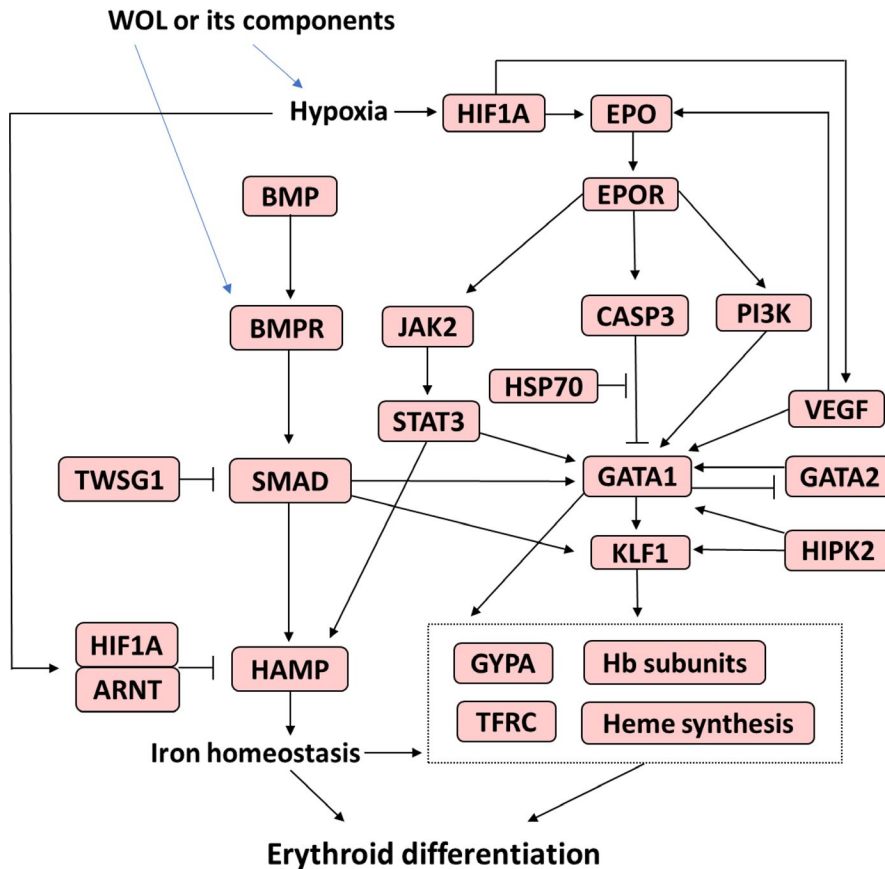 WOL or its components
Hypoxia
HIF1A
EPO
BMP
EPOR
BMPR
JAK2
CASP3
PI3K
HSP70
STAT3
VEGF
TWSG1
SMAD
GATA1
GATA2
KLF1
HIPK2
HIF1A
ARNT
HAMP
GYPA
Hb subunits
TFRC
Heme synthesis
Iron homeostasis
Erythroid differentiation